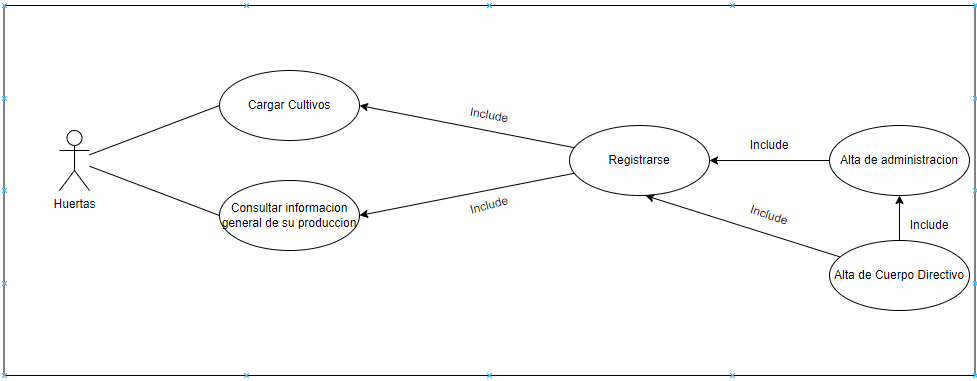 Cargar Cultivos
Include
Include
Registrarse
Alta de administracion
Huertas
Consultar informacion
general de su produccion
Include
Include
Include
Alta de Cuerpo Directivo